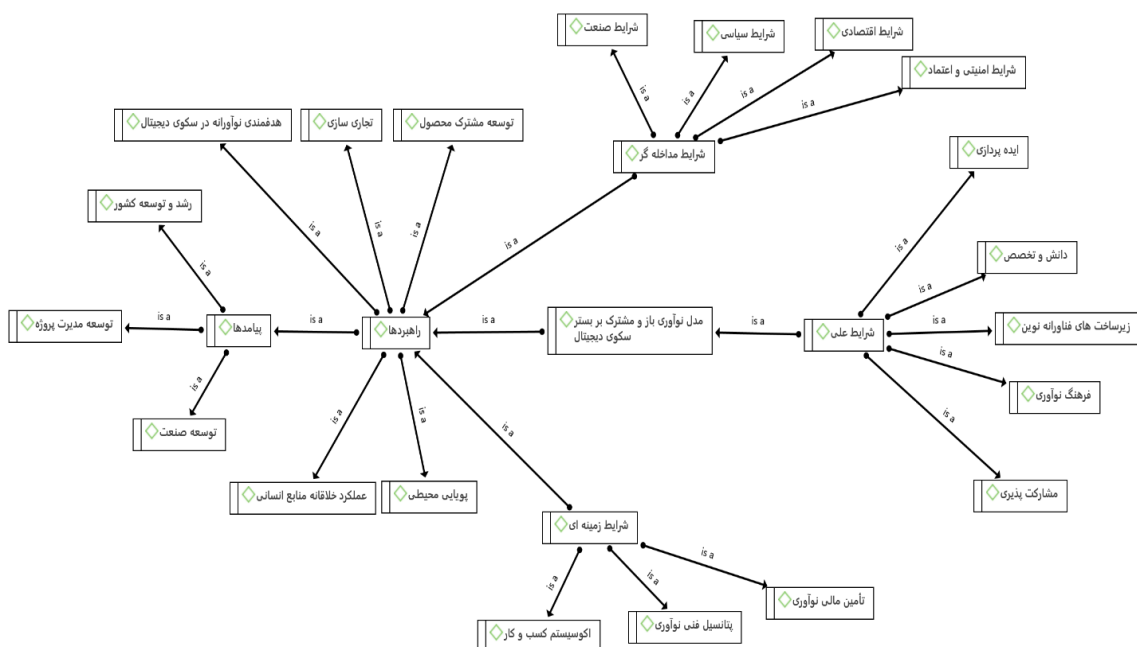 شرایط صنعت
شرایط سیاسی
شرایط اقتصادی
شرایط امنیتی و اعتماد
is a
is a
is a
is a
شرایط مداخله گر
هدفمندی نوآورانه در سکوی دیجیتال
تجاری سازی
توسعه مشترک محصول
ایده پردازی
رشد و توسعه کشور
is a
is a
is a
is a
is a
is a
دانش و تخصص
is a
is a
توسعه مدیرت پروژه
is a
پیامدها
is a
راهبردها
is a
مدل نوآوری باز و مشترک بر بستر
سکوی دیجیتال
is a
شرایط علی
is a
زیرساخت های فناورانه نوین
is a
is a
فرهنگ نوآوری
توسعه صنعت
is a
is a
is a
is a
عملکرد خلاقانه منابع انسانی
پویایی محیطی
مشارکت پذیری
شرایط زمینه ای
is a
is a
is a
تأمین مالی نوآوری
پتانسیل فنی نوآوری
اکوسیستم کسب و کار